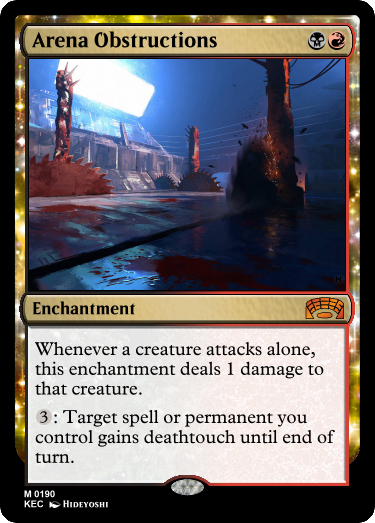 Arena Obstructions
Enchantment
Whenever a creature attacks alone,
this enchantment deals 1 damage to
that creature.
3: Target spell or permanent you
control gains deathtouch until end of
turn.
M 0190
KEC Hideyoshi